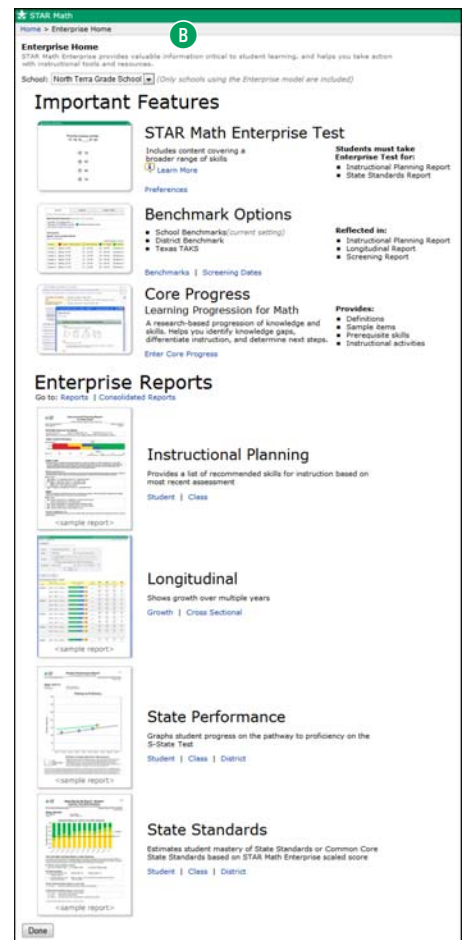 STAR Math
Home > Enterprise Home
B
Enterprise Home
STAR Math Enterprise provides valuable information critical to student learning, and helps you take action
with instructional tools and resources.
School: North Terra Grade School (Only schools using the Enterprise model are included)
Important Features
STAR Math Enterprise Test
Includes content covering a
broader range of skills
Learn More
Preferences
Students must take
Enterprise Test for:
Instructional Planning Report
State Standards Report
Benchmark Options
School Benchmarks(current setting)
District Benchmark
Texas TAKS
Benchmarks | Screening Dates
Reflected in:
Instructional Planning Report
Longitudinal Report
Screening Report
Core Progress
Learning Progression for Math
A research-based progression of knowledge and
skills. Helps you identify knowledge gaps,
differentiate instruction, and determine next steps.
Enter Core Progress
Provides:
Definitions
Sample items
Prerequisite skills
Instructional activities
Enterprise Reports
Go to: Reports | Consolidated Reports
<sample report>
Instructional Planning
Provides a list of recommended skills for instruction based on
most recent assessment
Student | Class
<sample report>
Longitudinal
Shows growth over multiple years
Growth | Cross Sectional
<sample report>
State Performance
Graphs student progress on the pathway to proficiency on the
S-State Test
Student | Class | District
<sample report>
State Standards
Estimates student mastery of State Standards or Common Core
State Standards based on STAR Math Enterprise scaled score
Student | Class | District
Done